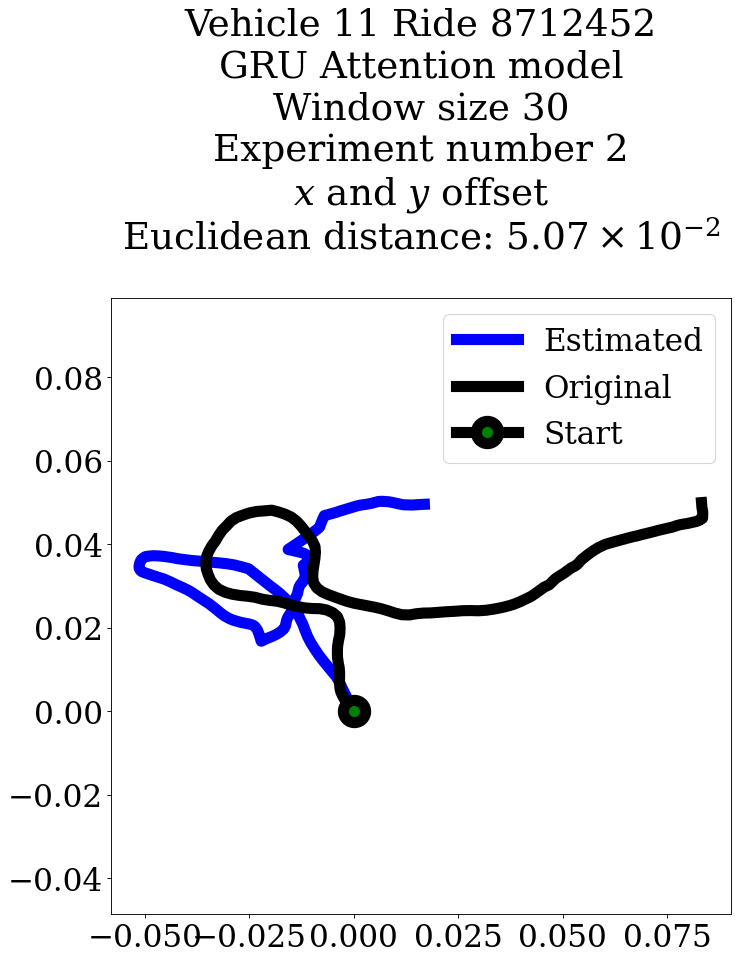 Vehicle 11 Ride 8712452
GRU Attention model
Window size 30
Experiment number 2
x and y offset
Euclidean distance: 5.07 × 10⁻²
Estimated
Original
Start
0.08
0.06
0.04
0.02
0.00
−0.02
−0.04
−0.050 −0.025 0.000 0.025 0.050 0.075